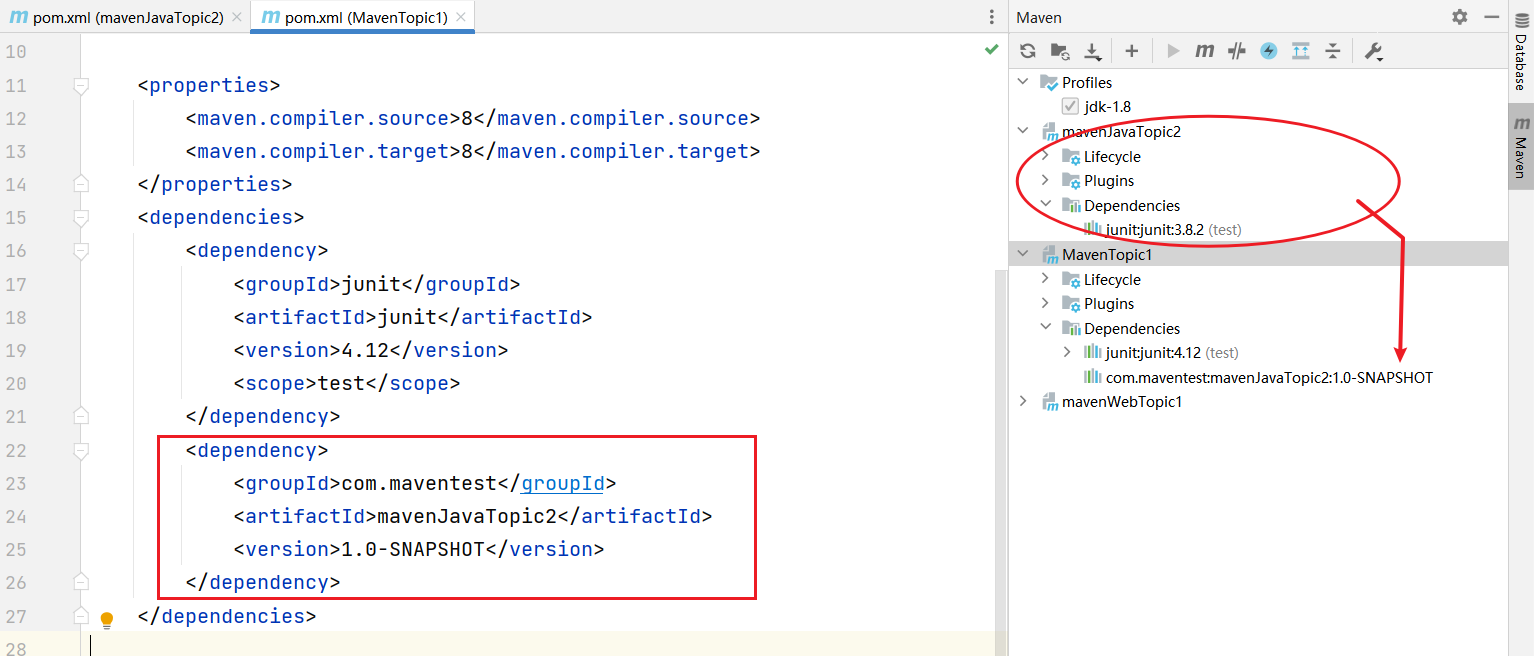 pom.xml (mavenJavaTopic2)
pom.xml (MavenTopic1)
10
11 <properties>
12 <maven.compiler.source>8</maven.compiler.source>
13 <maven.compiler.target>8</maven.compiler.target>
14 </properties>
15 <dependencies>
16 <dependency>
17 <groupId>junit</groupId>
18 <artifactId>junit</artifactId>
19 <version>4.12</version>
20 <scope>test</scope>
21 </dependency>
22 <dependency>
23 <groupId>com.maventest</groupId>
24 <artifactId>mavenJavaTopic2</artifactId>
25 <version>1.0-SNAPSHOT</version>
26 </dependency>
27 </dependencies>
28
Maven
Profiles
jdk-1.8
mavenJavaTopic2
Lifecycle
Plugins
Dependencies
junit:junit:3.8.2 (test)
MavenTopic1
Lifecycle
Plugins
Dependencies
junit:junit:4.12 (test)
com.maventest:mavenJavaTopic2:1.0-SNAPSHOT
mavenWebTopic1
Database
Maven